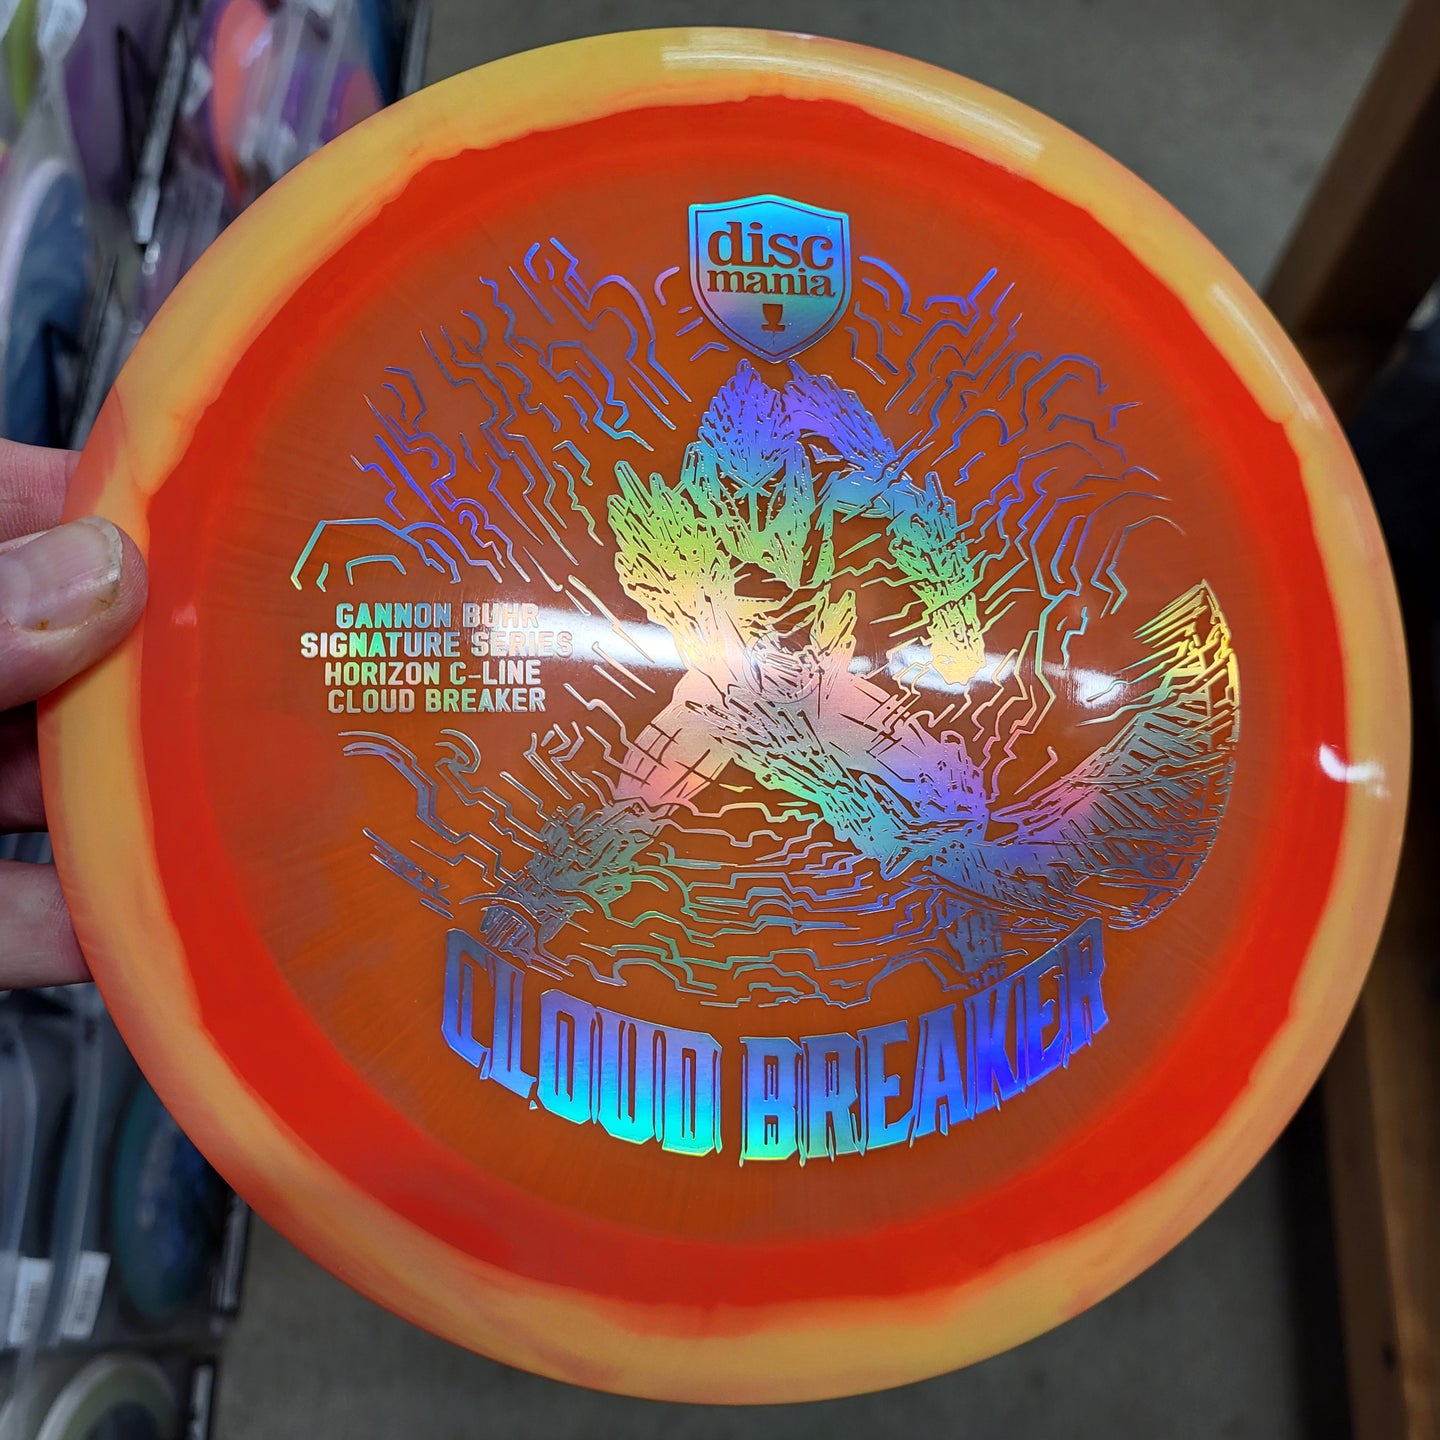 disc
mania
GANNON BUHR
SIGNATURE SERIES
HORIZON C-LINE
CLOUD BREAKER
CLOUD BREAKER